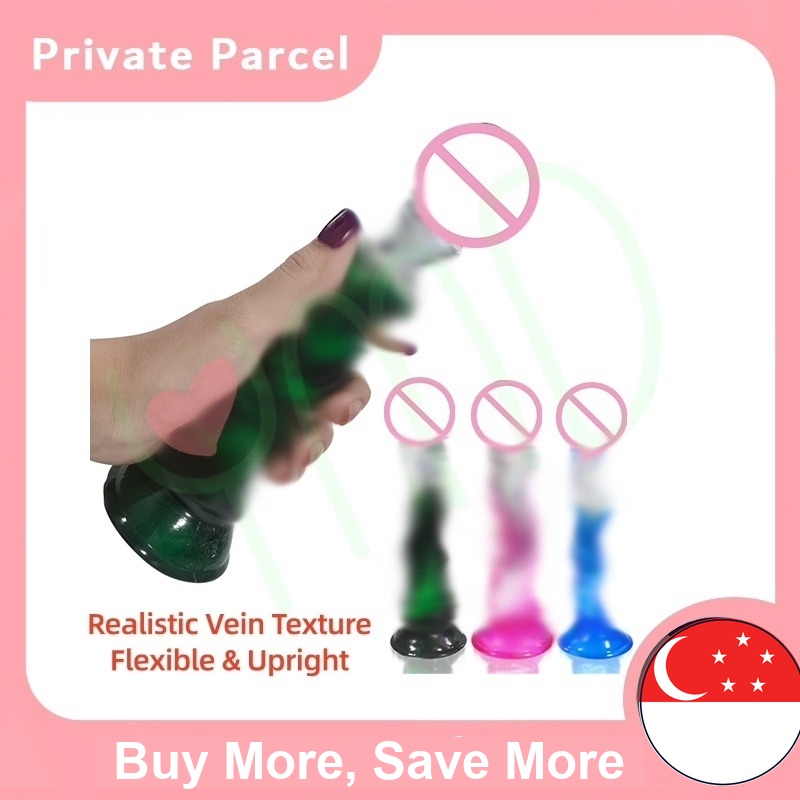 Private Parcel
Realistic Vein Texture
Flexible & Upright
Buy More, Save More